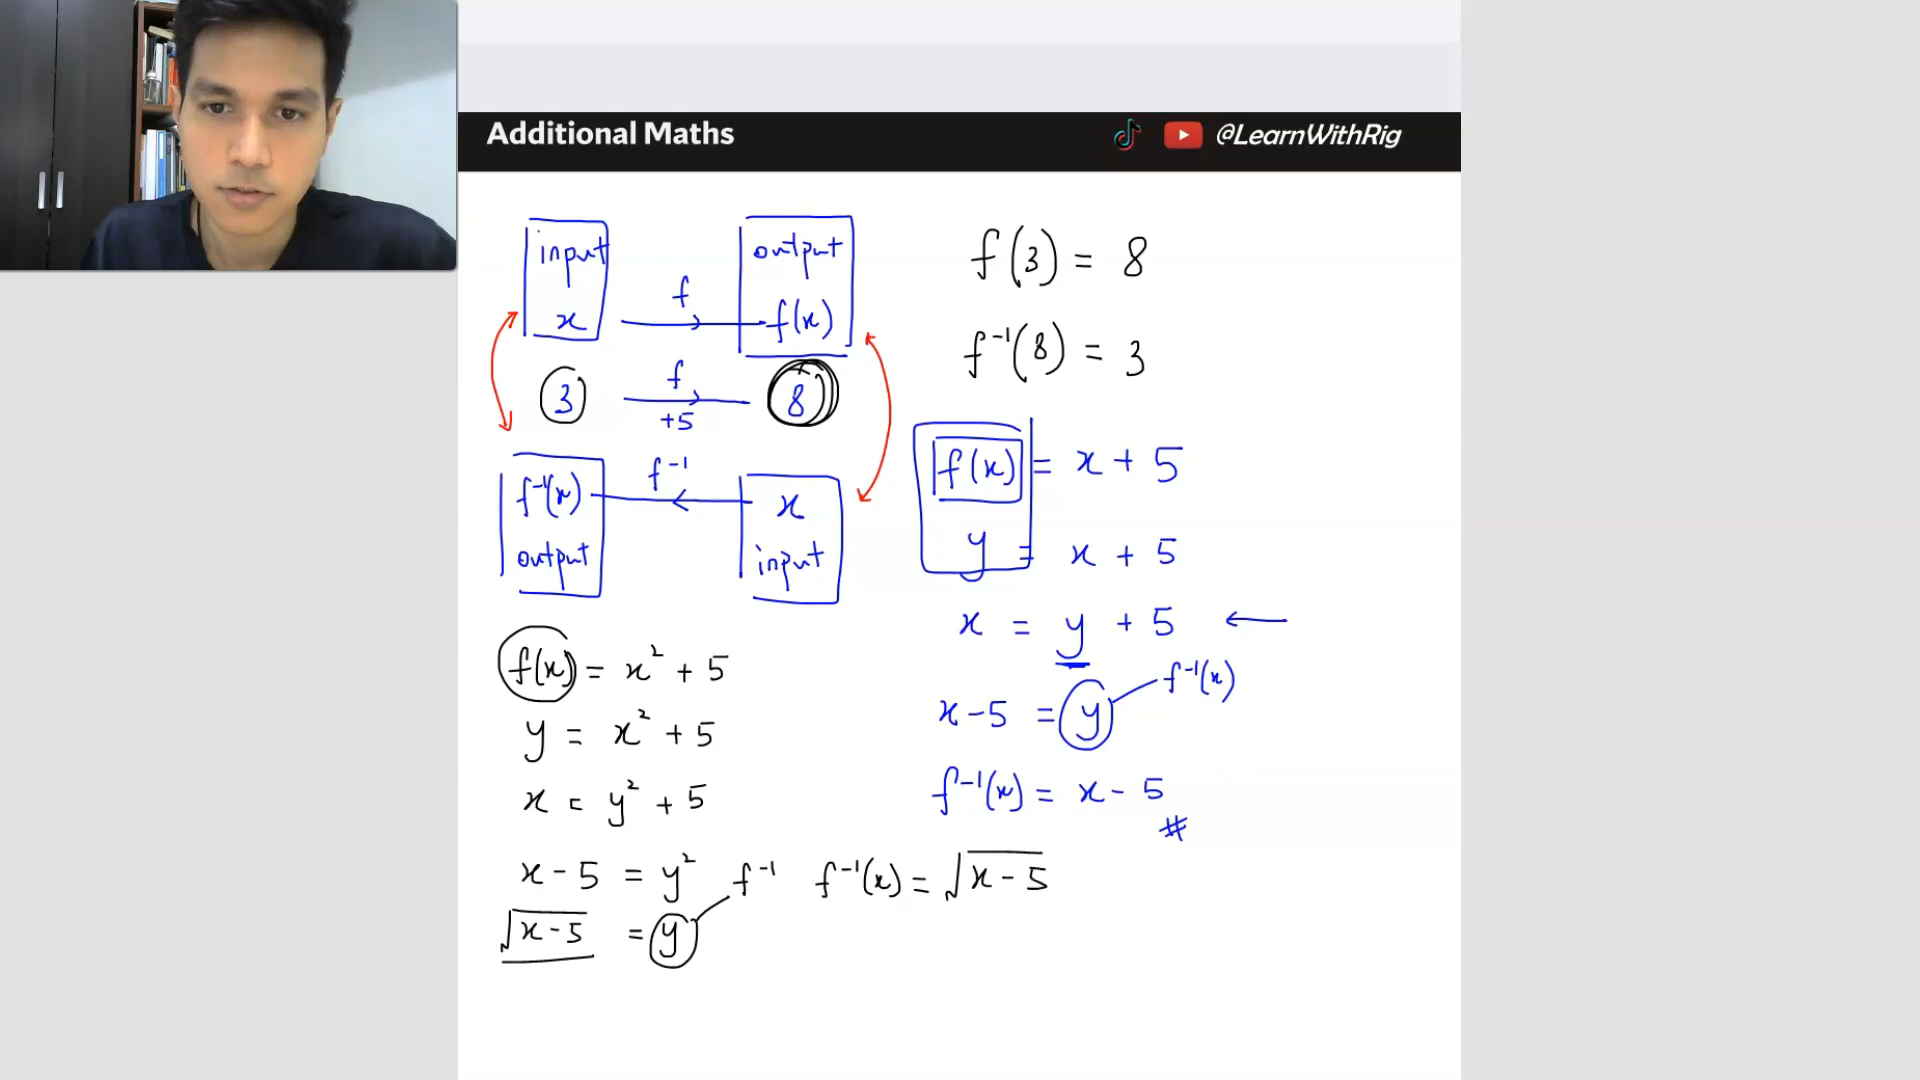 Additional Maths
@LearnWithRig
input
x
f
output
f(x)
3
f
+5
8
f⁻¹(x)
output
f⁻¹
x
input
f(x) = x² + 5
y = x² + 5
x = y² + 5
x - 5 = y²
f⁻¹
√(x - 5) = y
f⁻¹(x) = √(x - 5)
f(3) = 8
f⁻¹(8) = 3
f(x) = x + 5
y = x + 5
x = y + 5 ←
x - 5 = y
f⁻¹(x)
f⁻¹(x) = x - 5
#